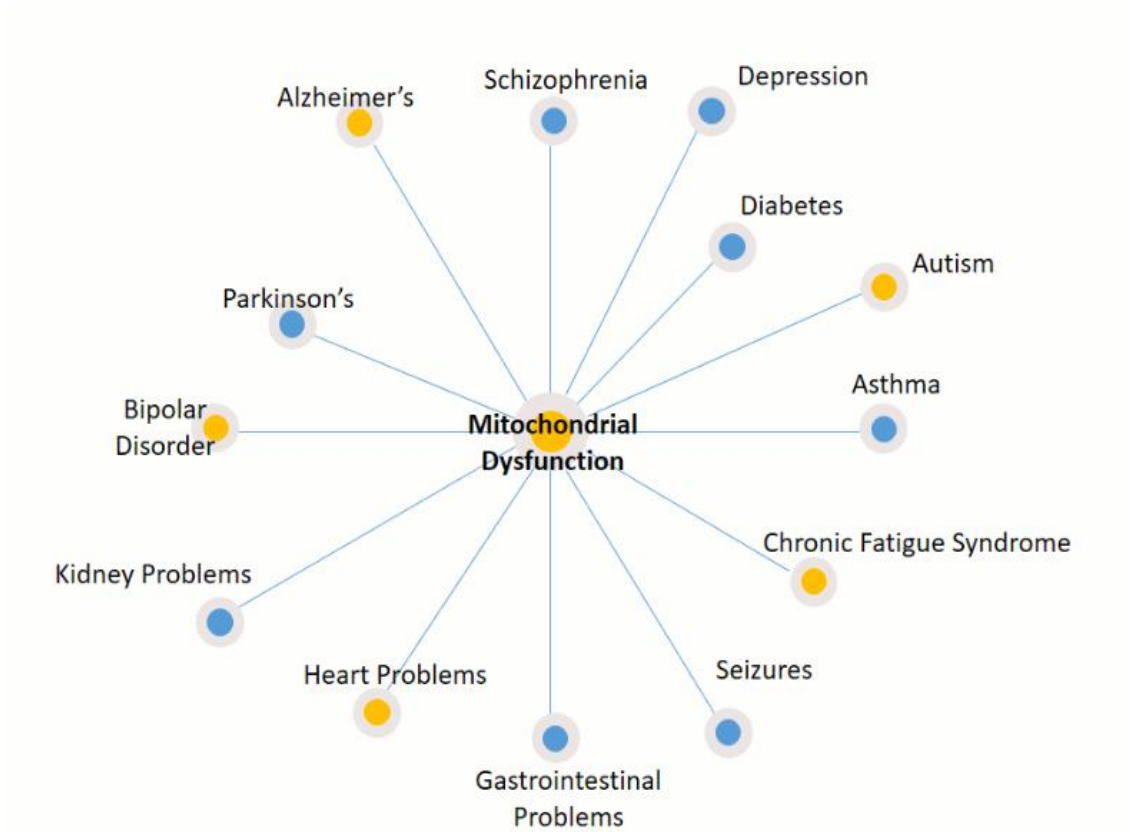 Schizophrenia
Depression
Alzheimer's
Diabetes
Autism
Parkinson's
Asthma
Bipolar
Disorder
Mitochondrial
Dysfunction
Chronic Fatigue Syndrome
Kidney Problems
Heart Problems
Seizures
Gastrointestinal
Problems